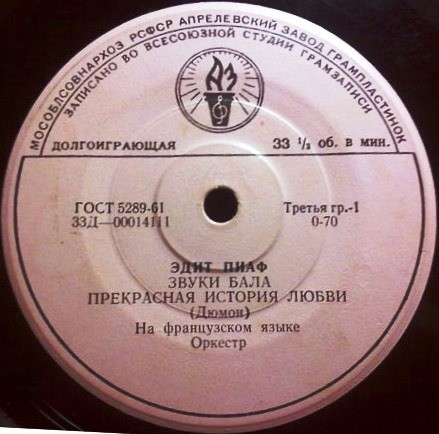 МОСОБЛСОВНАРХОЗ РСФСР АПРЕЛЕВСКИЙ ЗАВОД ГРАМПЛАСТИНОК
ЗАПИСАНО ВО ВСЕСОЮЗНОЙ СТУДИИ ГРАМЗАПИСИ
АЗ
ДОЛГОИГРАЮЩАЯ 33 1/3 об. в мин.
ГОСТ 5289-61 Третья гр.-1
33Д—00014111 0-70
ЭДИТ ПИАФ
ЗВУКИ БАЛА
ПРЕКРАСНАЯ ИСТОРИЯ ЛЮБВИ
(Дюмон)
На французском языке
Оркестр